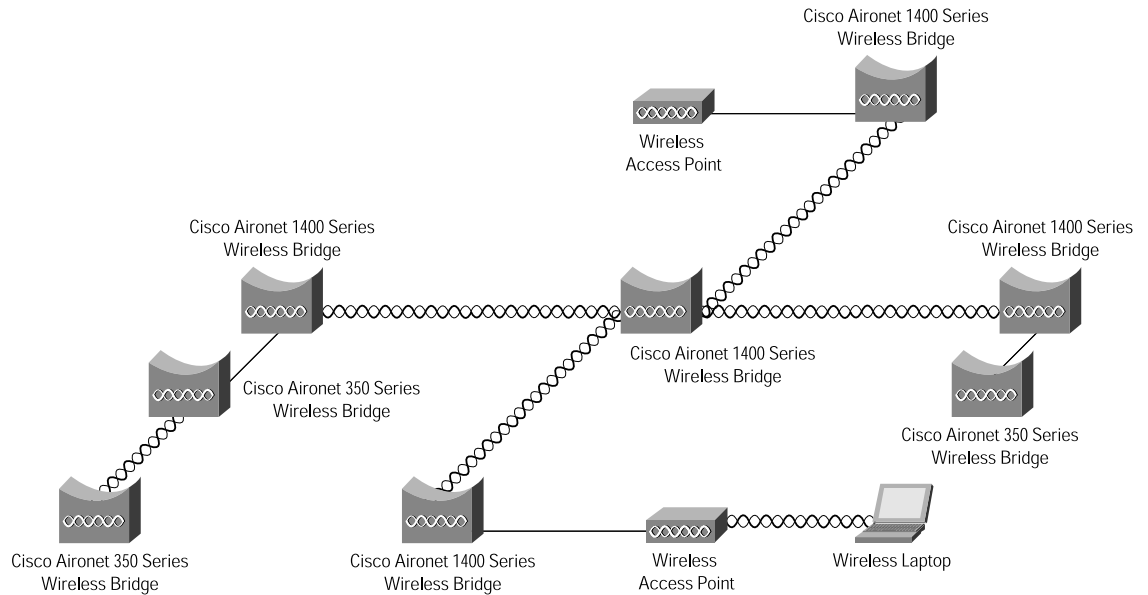 Cisco Aironet 1400 Series
Wireless Bridge
Wireless
Access Point
Cisco Aironet 1400 Series
Wireless Bridge
Cisco Aironet 1400 Series
Wireless Bridge
Cisco Aironet 1400 Series
Wireless Bridge
Cisco Aironet 350 Series
Wireless Bridge
Cisco Aironet 350 Series
Wireless Bridge
Cisco Aironet 350 Series
Wireless Bridge
Cisco Aironet 1400 Series
Wireless Bridge
Wireless
Access Point
Wireless Laptop